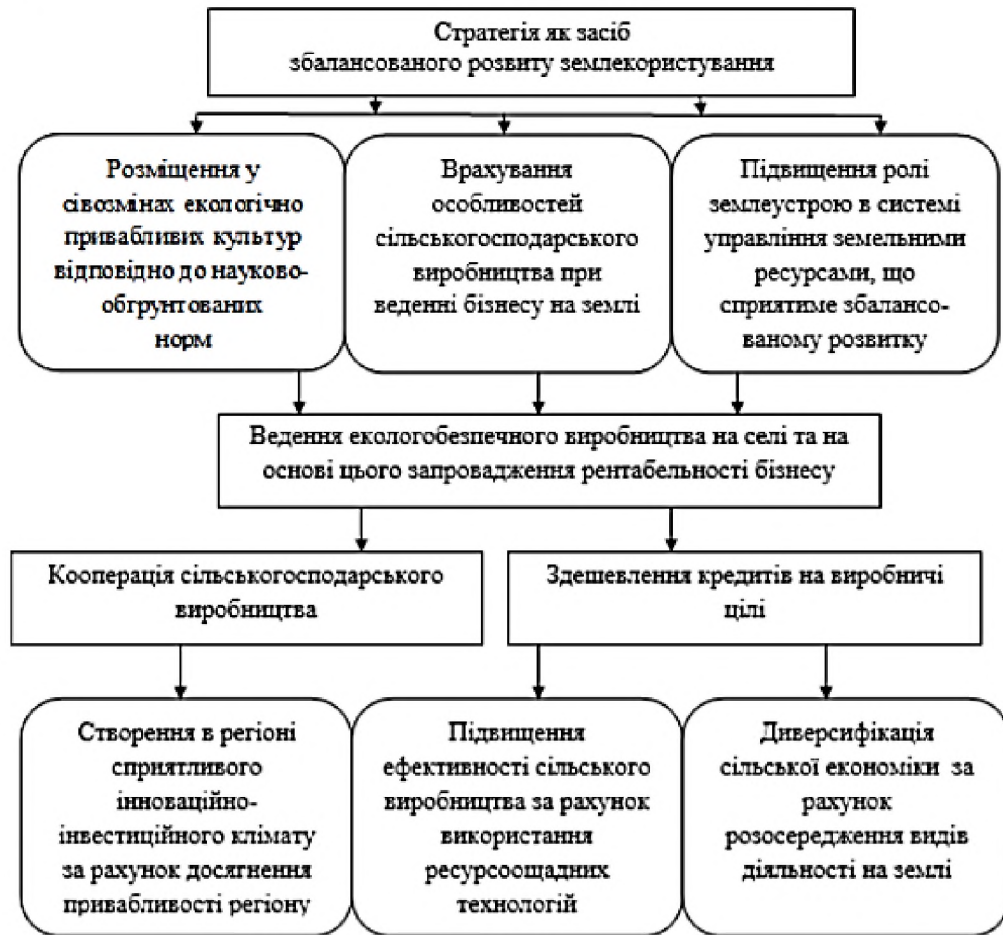 Стратегія як засіб
збалансованого розвиту землекористування
Розміщення у
сівозмінах екологічно
привабливих культур
відповідно до науково-
обгрунтованих
норм
Врахування
особливостей
сільськогосподарського
виробництва при
веденні бізнесу на землі
Підвищення ролі
землеустрою в системі
управління земельними
ресурсами, що
сприятиме збалансо-
ваному розвитку
Ведення екологобезпечного виробництва на селі та на
основі цього запровадження рентабельності бізнесу
Кооперація сільськогосподарського
виробництва
Здешевлення кредитів на виробничі
цілі
Створення в регіоні
сприятливого
інноваційно-
інвестиційного клімату
за рахунок досягнення
привабливості регіону
Підвищення
ефективності сільського
виробництва за рахунок
використання
ресурсоощадних
технологій
Диверсифікація
сільської економіки за
рахунок
розосередження видів
діяльності на землі